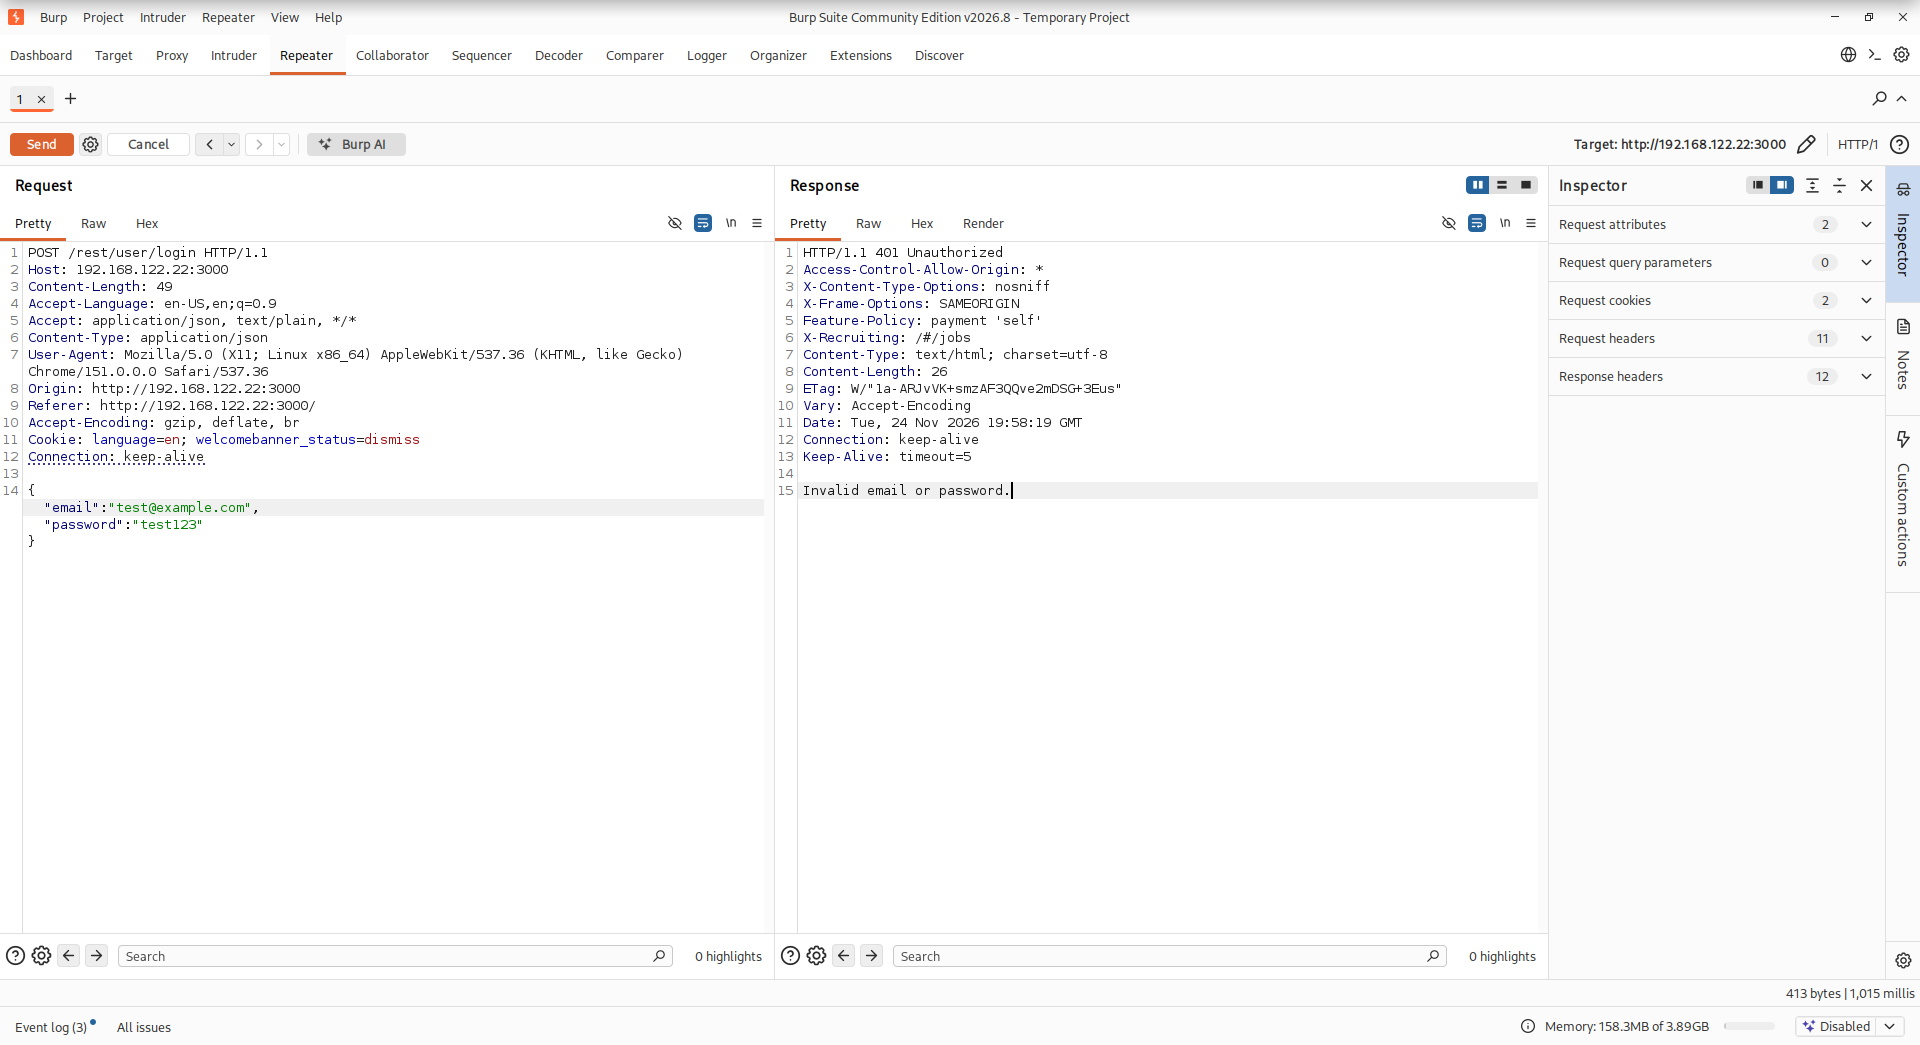 Burp Project Intruder Repeater View Help
Burp Suite Community Edition v2026.8 - Temporary Project
Dashboard Target Proxy Intruder Repeater Collaborator Sequencer Decoder Comparer Logger Organizer Extensions Discover
1
Send Cancel Burp AI
Target: http://192.168.122.22:3000 HTTP/1
Request
Pretty Raw Hex \n
1 POST /rest/user/login HTTP/1.1
2 Host: 192.168.122.22:3000
3 Content-Length: 49
4 Accept-Language: en-US,en;q=0.9
5 Accept: application/json, text/plain, */*
6 Content-Type: application/json
7 User-Agent: Mozilla/5.0 (X11; Linux x86_64) AppleWebKit/537.36 (KHTML, like Gecko)
Chrome/151.0.0.0 Safari/537.36
8 Origin: http://192.168.122.22:3000
9 Referer: http://192.168.122.22:3000/
10 Accept-Encoding: gzip, deflate, br
11 Cookie: language=en; welcomebanner_status=dismiss
12 Connection: keep-alive
13
14 {
"email":"test@example.com",
"password":"test123"
}
Search
0 highlights
Response
Pretty Raw Hex Render \n
1 HTTP/1.1 401 Unauthorized
2 Access-Control-Allow-Origin: *
3 X-Content-Type-Options: nosniff
4 X-Frame-Options: SAMEORIGIN
5 Feature-Policy: payment 'self'
6 X-Recruiting: /#/jobs
7 Content-Type: text/html; charset=utf-8
8 Content-Length: 26
9 ETag: W/"1a-ARJvVK+smzAF3QQve2mDSG+3Eus"
10 Vary: Accept-Encoding
11 Date: Tue, 24 Nov 2026 19:58:19 GMT
12 Connection: keep-alive
13 Keep-Alive: timeout=5
14
15 Invalid email or password.
Search
0 highlights
Inspector
Request attributes 2
Request query parameters 0
Request cookies 2
Request headers 11
Response headers 12
Inspector
Notes
Custom actions
413 bytes | 1,015 millis
Event log (3) All issues
Memory: 158.3MB of 3.89GB
Disabled